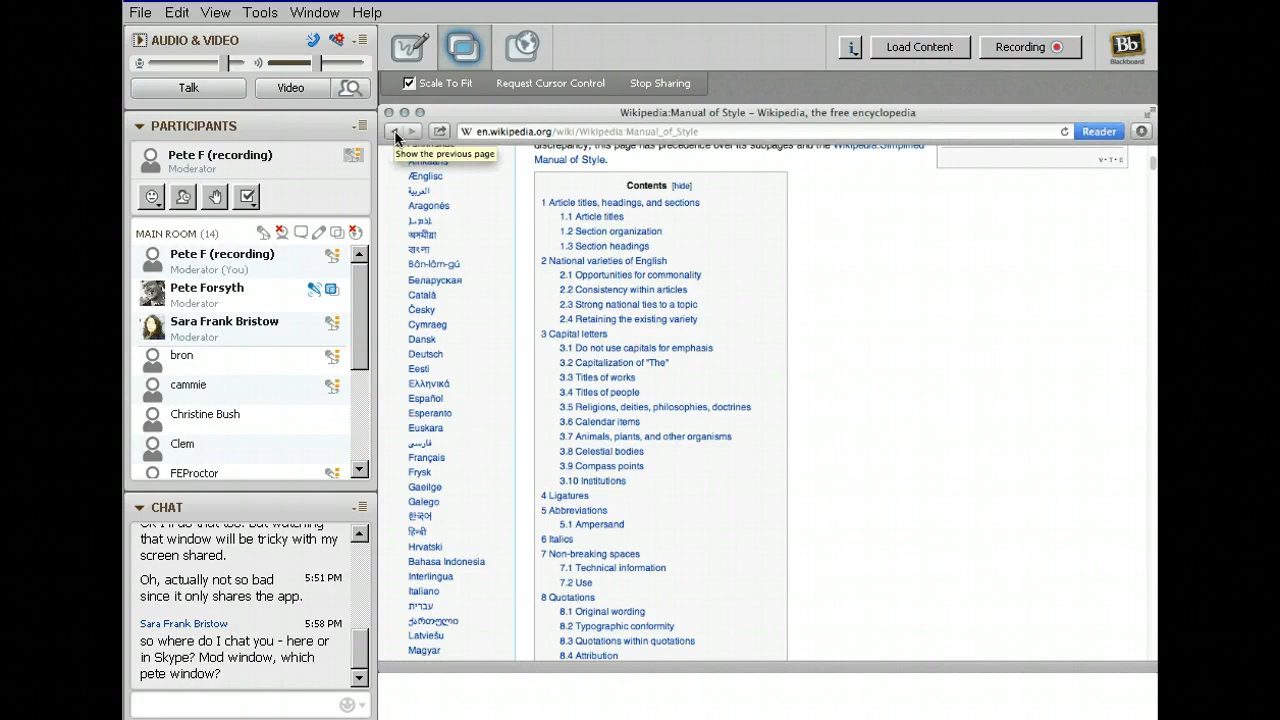 File Edit View Tools Window Help
AUDIO & VIDEO
Talk Video
PARTICIPANTS
Pete F (recording)
Moderator
MAIN ROOM (14)
Pete F (recording)
Moderator (You)
Pete Forsyth
Moderator
Sara Frank Bristow
Moderator
bron
cammie
Christine Bush
Clem
FEProctor
CHAT
that window will be tricky with my
screen shared.
Oh, actually not so bad 5:51 PM
since it only shares the app.
Sara Frank Bristow 5:58 PM
so where do I chat you - here or
in Skype? Mod window, which
pete window?
i Load Content Recording Bb
Blackboard
Scale To Fit Request Cursor Control Stop Sharing
Wikipedia:Manual of Style – Wikipedia, the free encyclopedia
W en.wikipedia.org/wiki/Wikipedia:Manual_of_Style Reader
Show the previous page
Ænglisc
العربية
Aragonés
অসমীয়া
বাংলা
Bân-lâm-gú
Беларуская
Català
Česky
Cymraeg
Dansk
Deutsch
Eesti
Ελληνικά
Español
Esperanto
Euskara
فارسی
Français
Frysk
Gaeilge
Galego
한국어
हिन्दी
Hrvatski
Bahasa Indonesia
Interlingua
Italiano
עברית
ქართული
Latviešu
Magyar
discrepancy, this page has precedence over its subpages and the Wikipedia:Simplified
Manual of Style.
V · T · E
Contents [hide]
1 Article titles, headings, and sections
1.1 Article titles
1.2 Section organization
1.3 Section headings
2 National varieties of English
2.1 Opportunities for commonality
2.2 Consistency within articles
2.3 Strong national ties to a topic
2.4 Retaining the existing variety
3 Capital letters
3.1 Do not use capitals for emphasis
3.2 Capitalization of "The"
3.3 Titles of works
3.4 Titles of people
3.5 Religions, deities, philosophies, doctrines
3.6 Calendar items
3.7 Animals, plants, and other organisms
3.8 Celestial bodies
3.9 Compass points
3.10 Institutions
4 Ligatures
5 Abbreviations
5.1 Ampersand
6 Italics
7 Non-breaking spaces
7.1 Technical information
7.2 Use
8 Quotations
8.1 Original wording
8.2 Typographic conformity
8.3 Quotations within quotations
8.4 Attribution